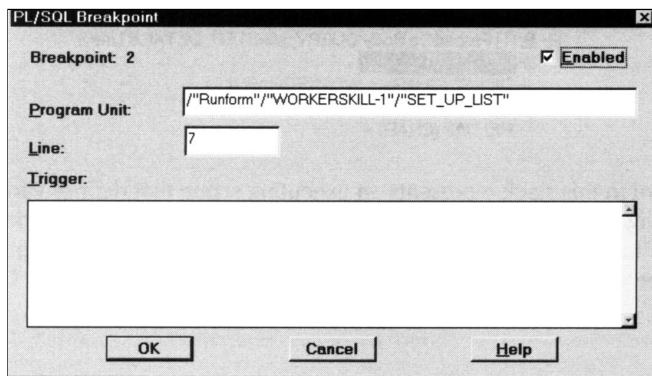 PL/SQL Breakpoint
Breakpoint: 2
Enabled
Program Unit:
/"Runform"/"WORKERSKILL-1"/"SET_UP_LIST"
Line:
7
Trigger:
OK
Cancel
Help